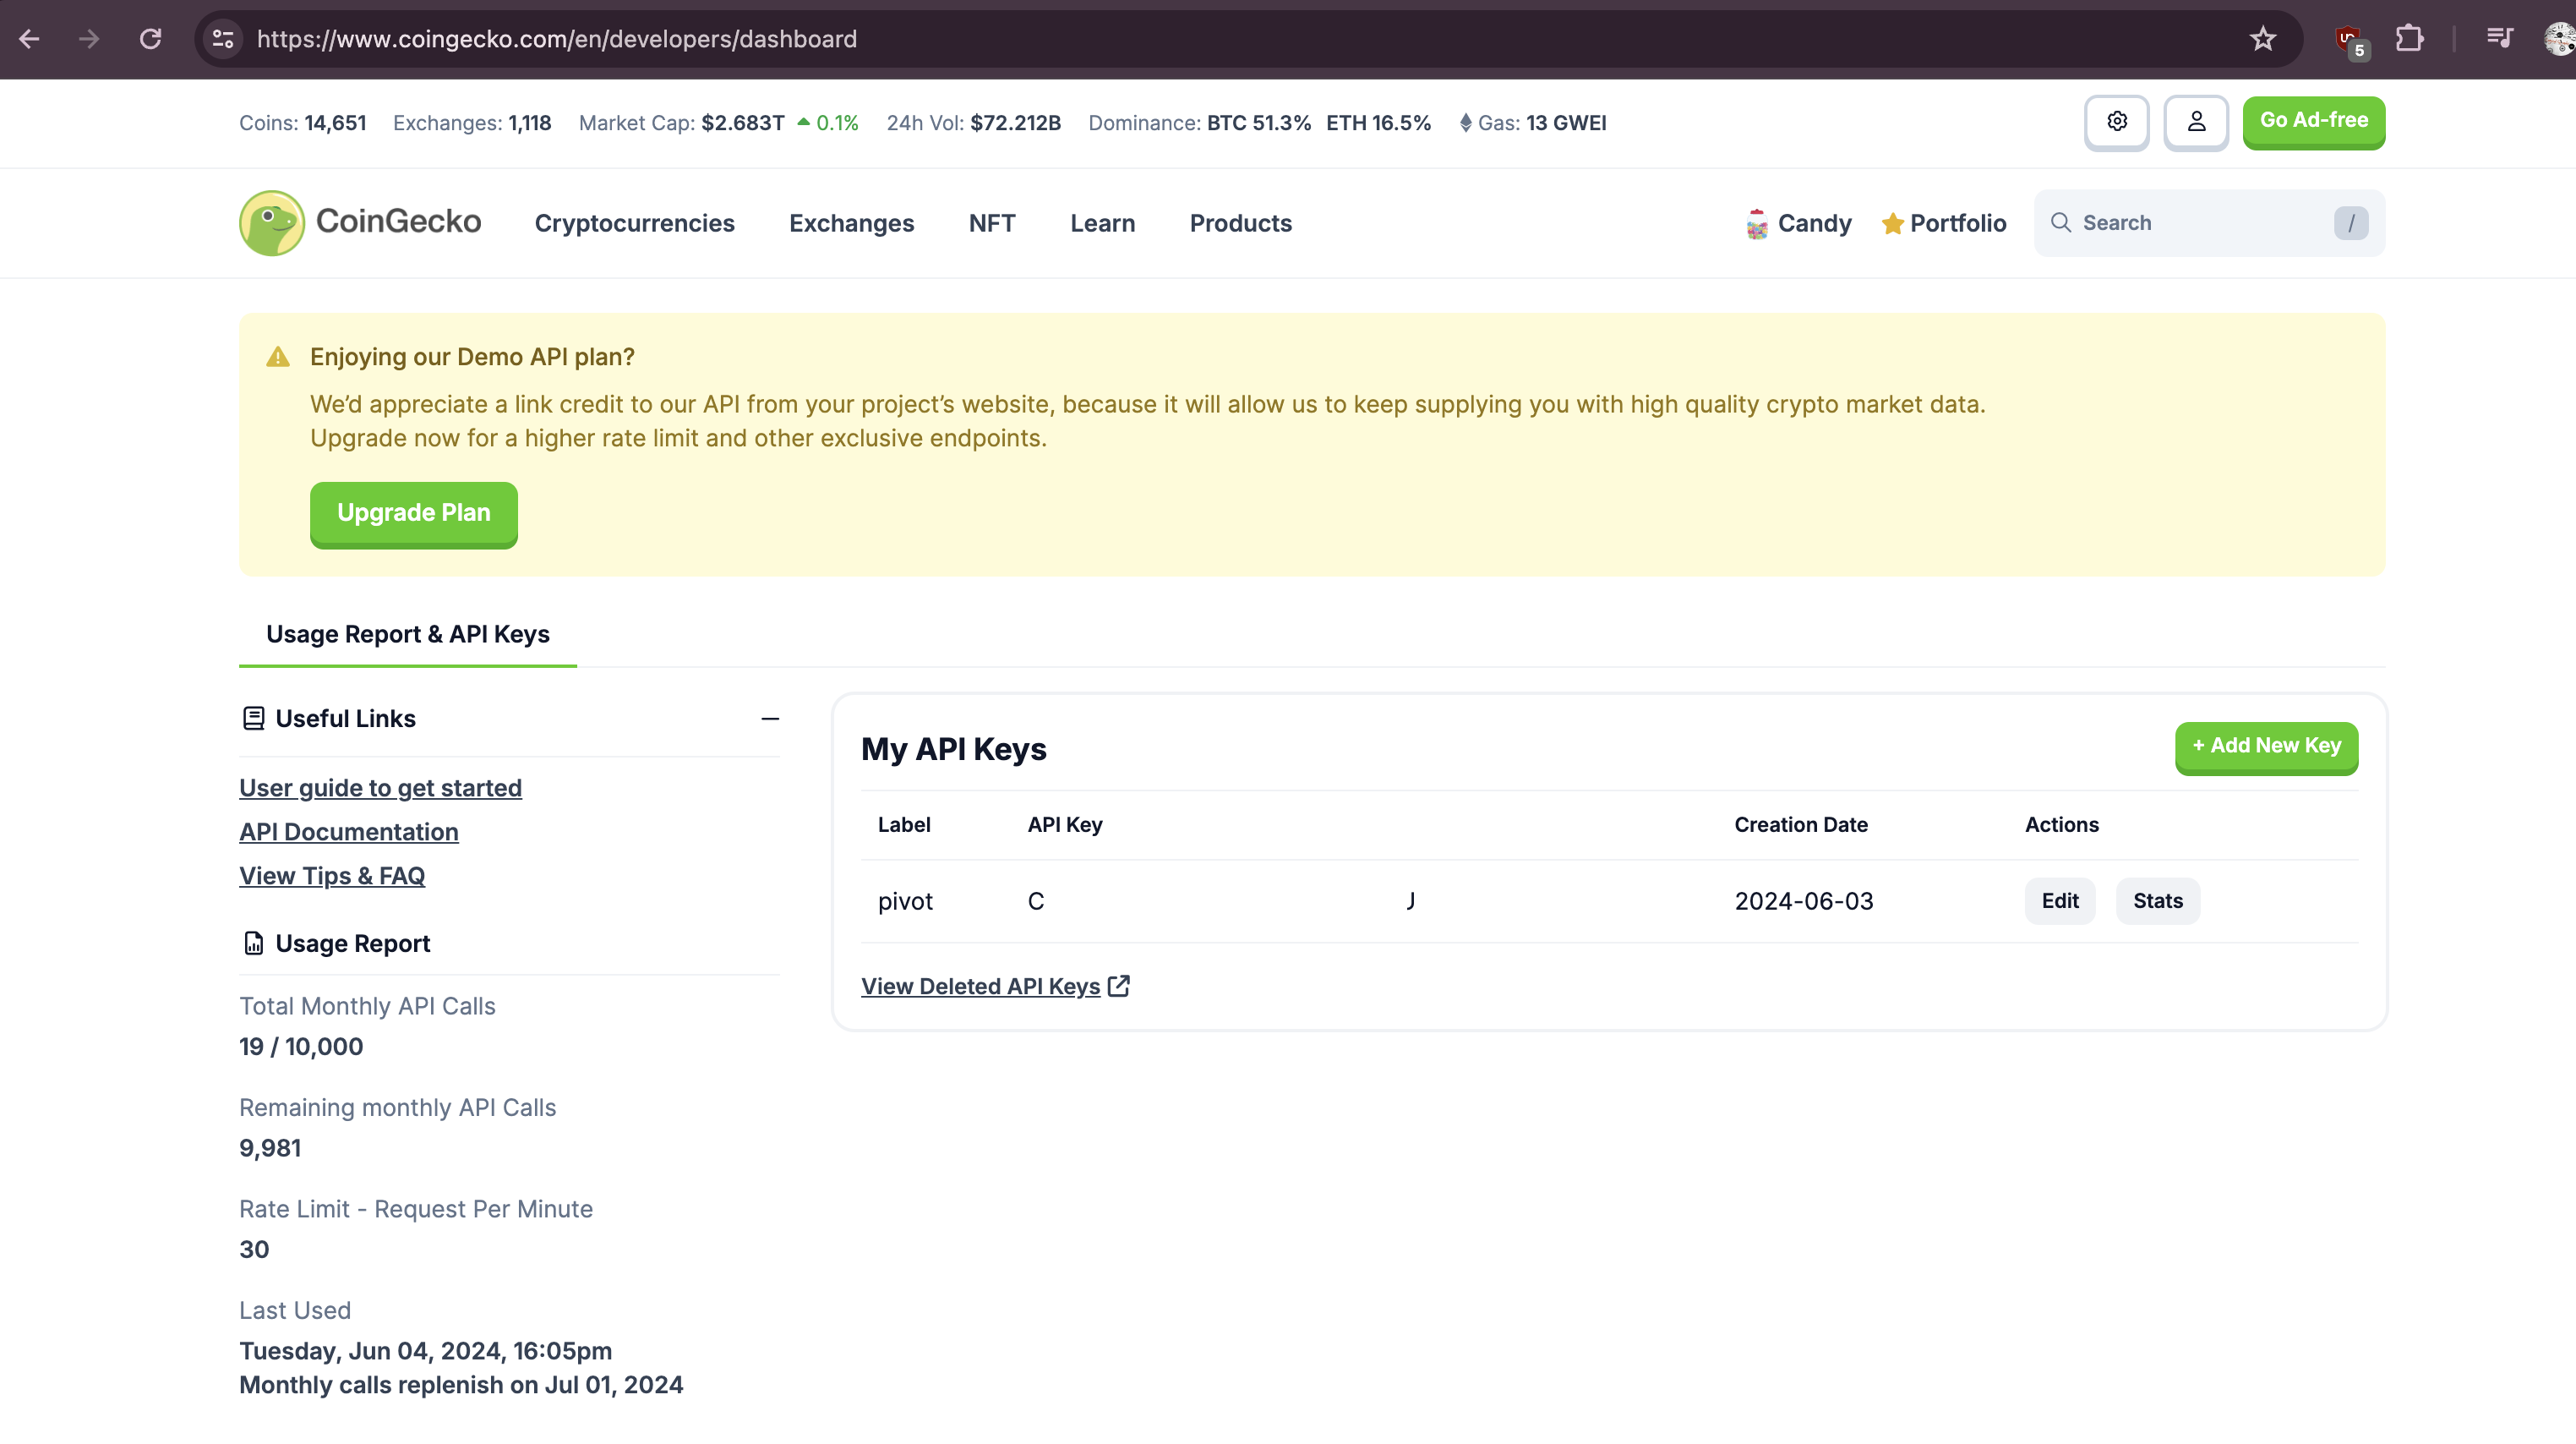 https://www.coingecko.com/en/developers/dashboard
5
Coins: 14,651 Exchanges: 1,118 Market Cap: $2.683T 0.1% 24h Vol: $72.212B Dominance: BTC 51.3% ETH 16.5% Gas: 13 GWEI
Go Ad-free
CoinGecko Cryptocurrencies Exchanges NFT Learn Products Candy Portfolio Search /
Enjoying our Demo API plan?
We’d appreciate a link credit to our API from your project’s website, because it will allow us to keep supplying you with high quality crypto market data.
Upgrade now for a higher rate limit and other exclusive endpoints.
Upgrade Plan
Usage Report & API Keys
Useful Links
User guide to get started
API Documentation
View Tips & FAQ
Usage Report
Total Monthly API Calls
19 / 10,000
Remaining monthly API Calls
9,981
Rate Limit - Request Per Minute
30
Last Used
Tuesday, Jun 04, 2024, 16:05pm
Monthly calls replenish on Jul 01, 2024
My API Keys
+ Add New Key
Label API Key Creation Date Actions
pivot C J 2024-06-03 Edit Stats
View Deleted API Keys